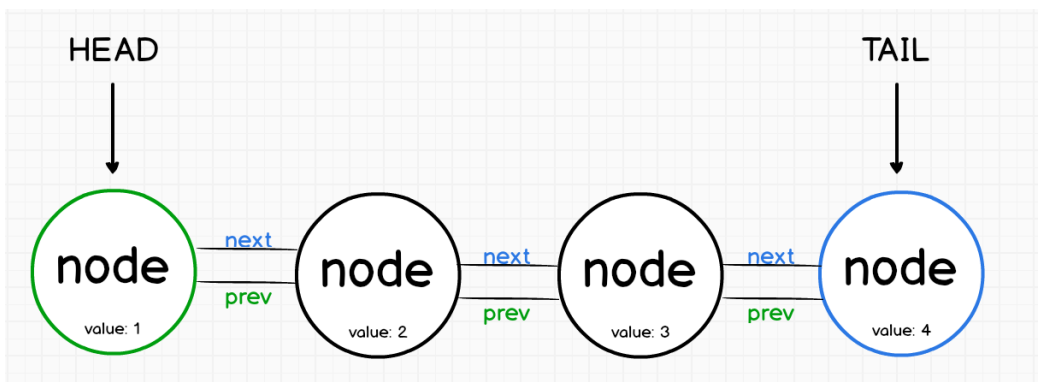 HEAD
TAIL
node
value: 1
next
prev
node
value: 2
next
prev
node
value: 3
next
prev
node
value: 4